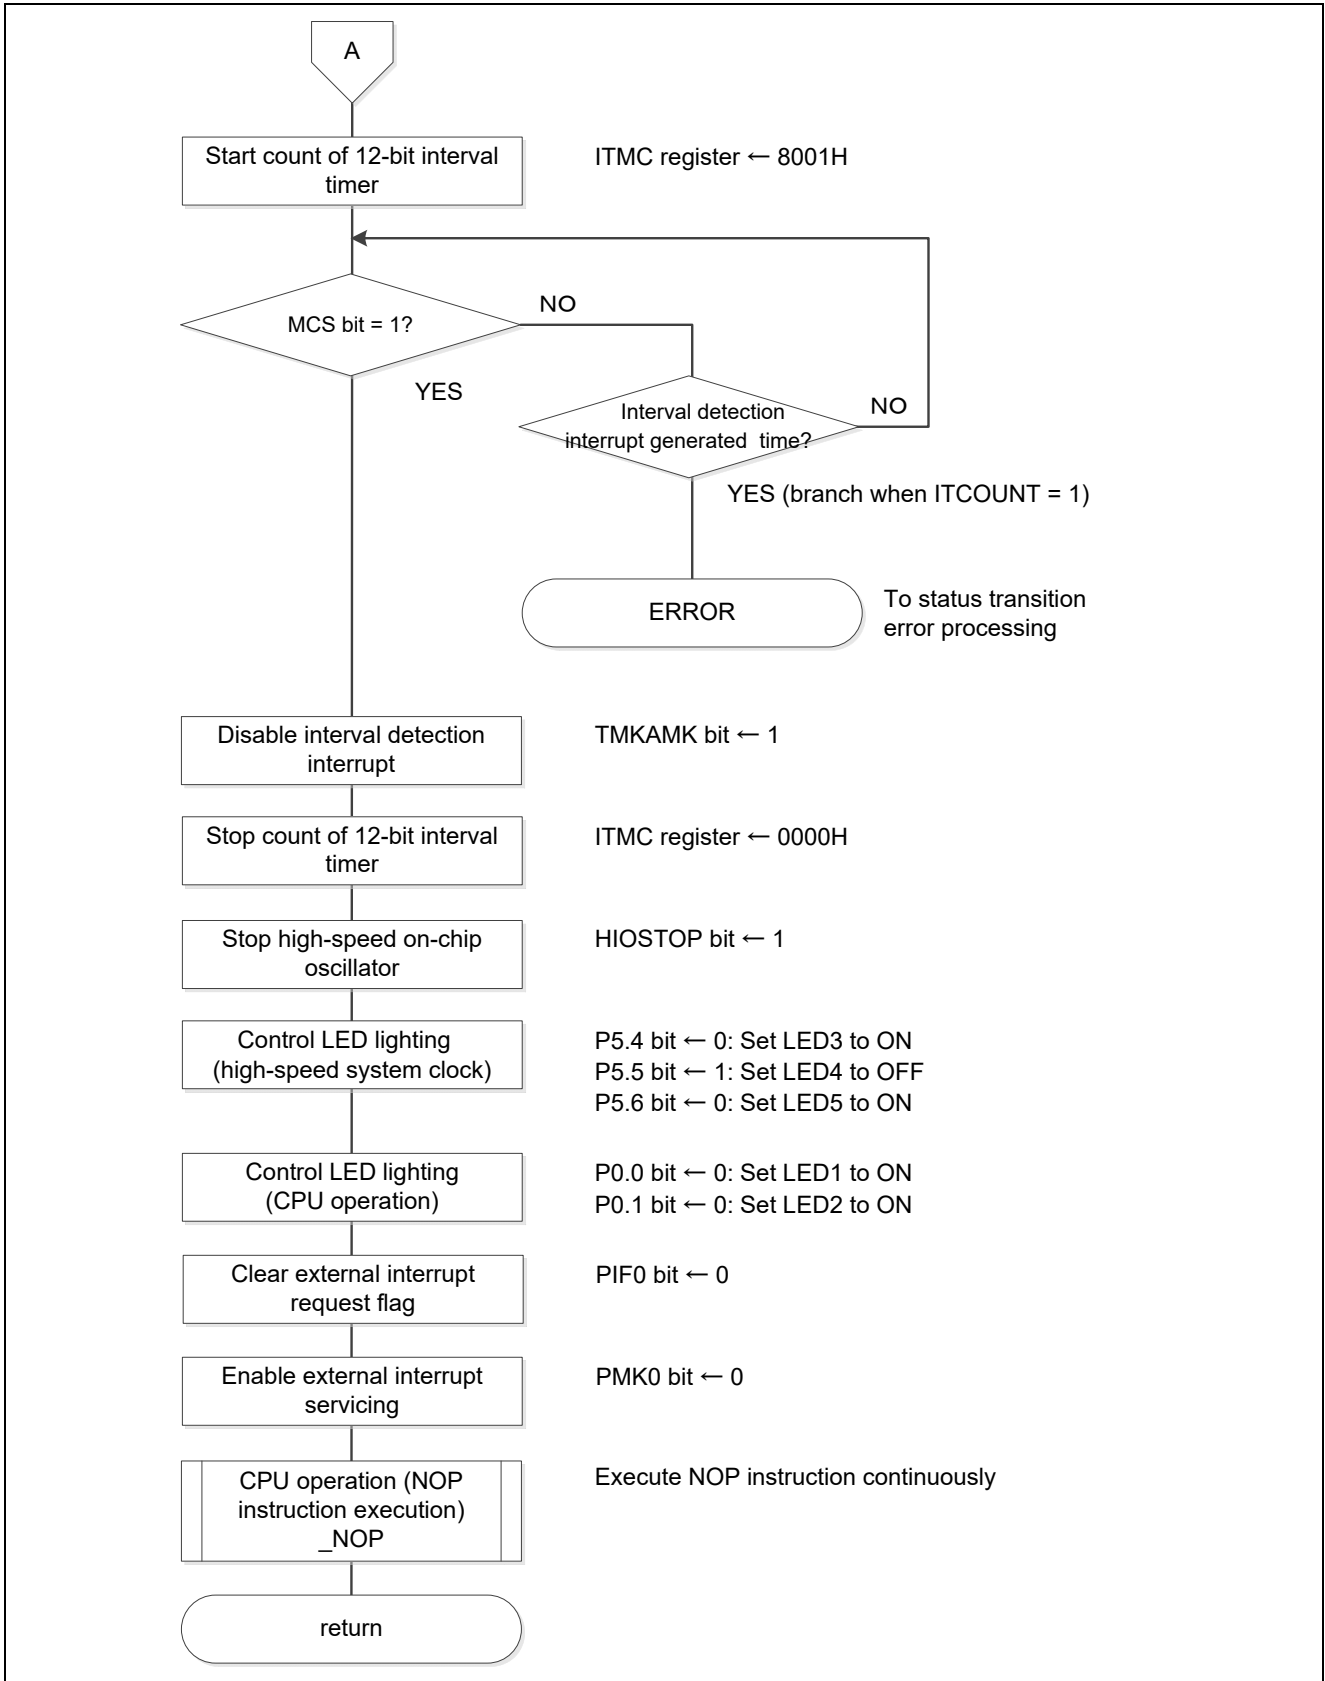 A
Start count of 12-bit interval
timer
ITMC register ← 8001H
MCS bit = 1?
NO
YES
Interval detection
interrupt generated  time?
NO
YES (branch when ITCOUNT = 1)
ERROR
To status transition
error processing
Disable interval detection
interrupt
TMKAMK bit ← 1
Stop count of 12-bit interval
timer
ITMC register ← 0000H
Stop high-speed on-chip
oscillator
HIOSTOP bit ← 1
Control LED lighting
(high-speed system clock)
P5.4 bit ← 0: Set LED3 to ON
P5.5 bit ← 1: Set LED4 to OFF
P5.6 bit ← 0: Set LED5 to ON
Control LED lighting
(CPU operation)
P0.0 bit ← 0: Set LED1 to ON
P0.1 bit ← 0: Set LED2 to ON
Clear external interrupt
request flag
PIF0 bit ← 0
Enable external interrupt
servicing
PMK0 bit ← 0
CPU operation (NOP
instruction execution)
_NOP
Execute NOP instruction continuously
return